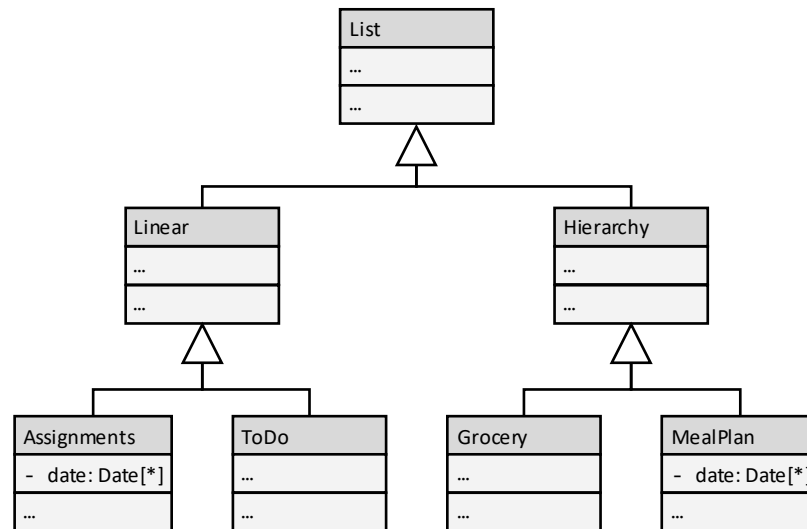 List
...
...
Linear
...
...
Hierarchy
...
...
Assignments
- date: Date[*]
...
ToDo
...
...
Grocery
...
...
MealPlan
- date: Date[*]
...